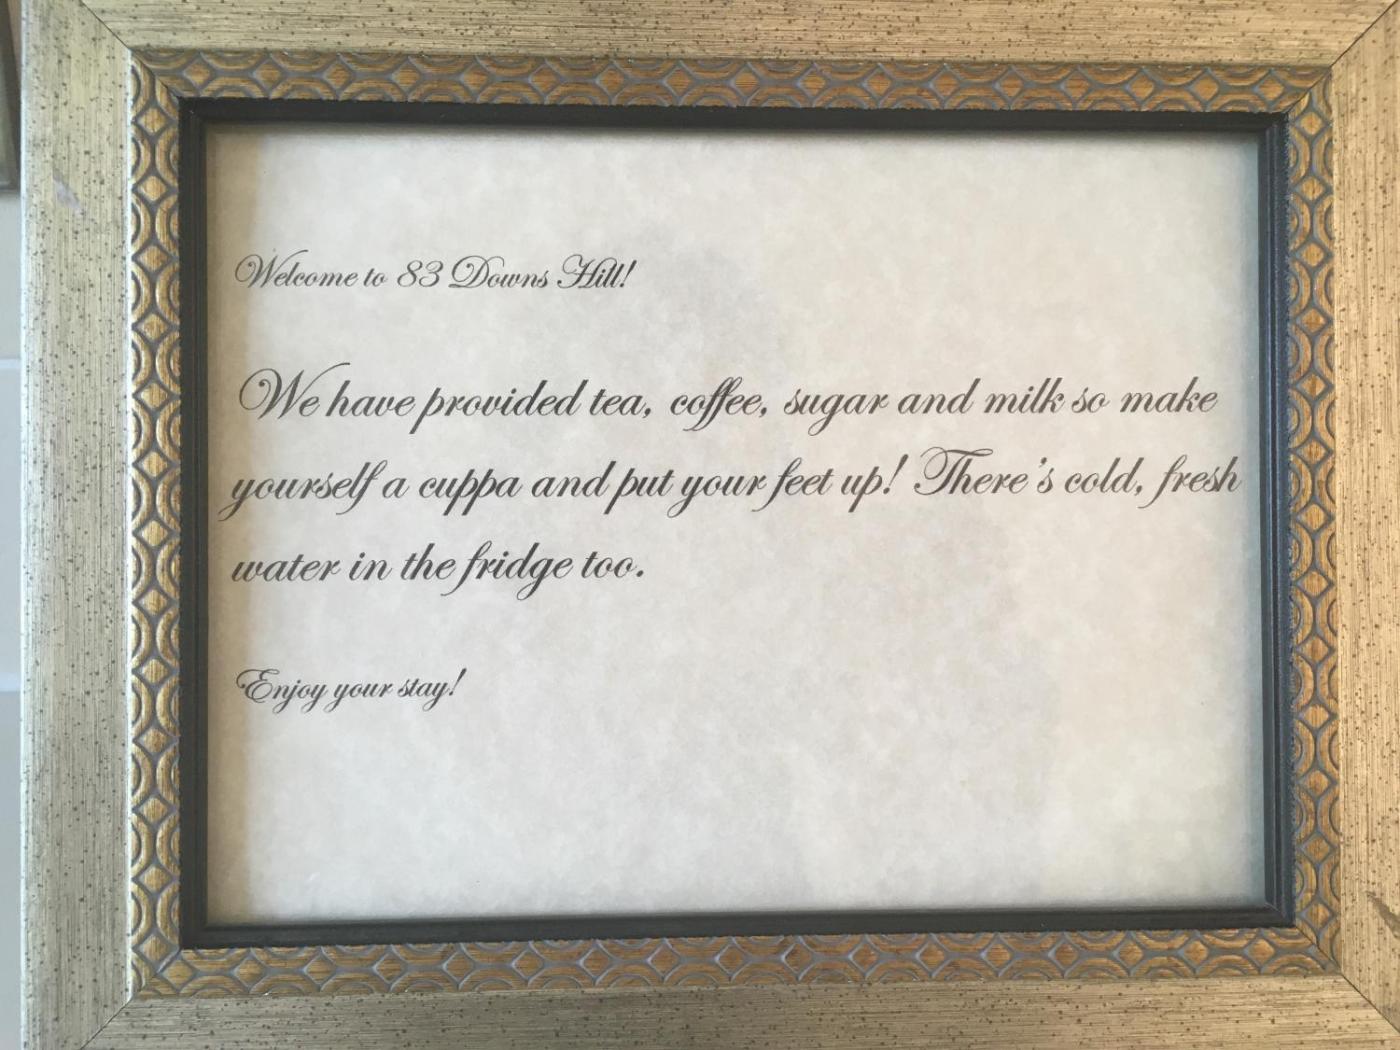 Welcome to 83 Downs Hill!
We have provided tea, coffee, sugar and milk so make
yourself a cuppa and put your feet up! There's cold, fresh
water in the fridge too.
Enjoy your stay!